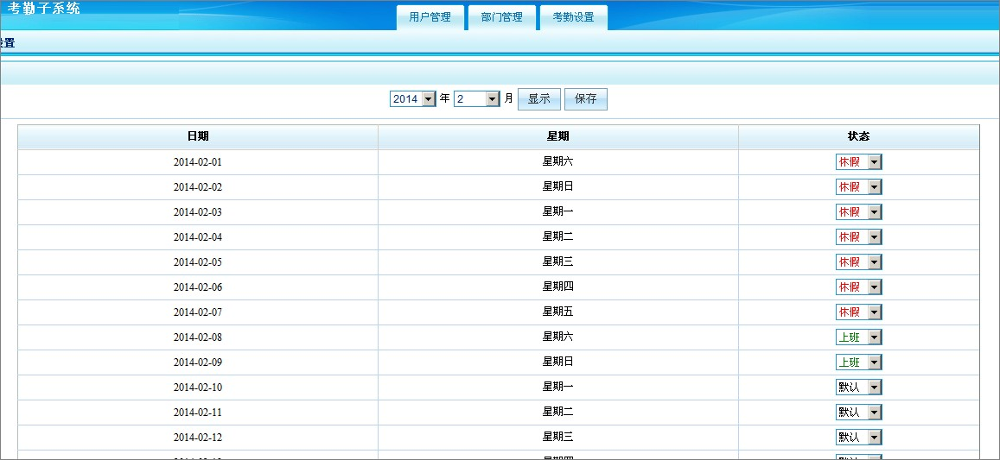 考勤子系统
用户管理 部门管理 考勤设置
设置
2014 年 2 月 显示 保存
日期 星期 状态
2014-02-01 星期六 休假
2014-02-02 星期日 休假
2014-02-03 星期一 休假
2014-02-04 星期二 休假
2014-02-05 星期三 休假
2014-02-06 星期四 休假
2014-02-07 星期五 休假
2014-02-08 星期六 上班
2014-02-09 星期日 上班
2014-02-10 星期一 默认
2014-02-11 星期二 默认
2014-02-12 星期三 默认